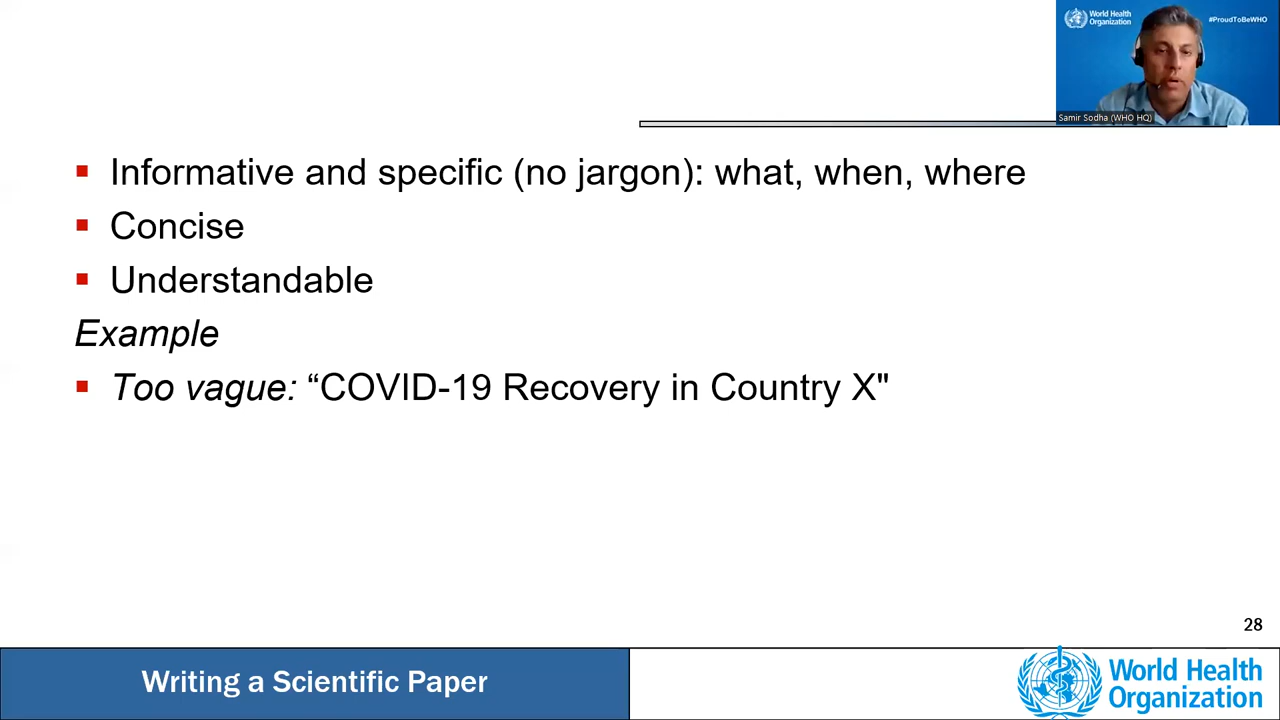 World Health
Organization
#ProudToBeWHO
Samir Sodha (WHO HQ)
▪ Informative and specific (no jargon): what, when, where
▪ Concise
▪ Understandable
Example
▪ Too vague: “COVID-19 Recovery in Country X"
28
Writing a Scientific Paper
World Health
Organization